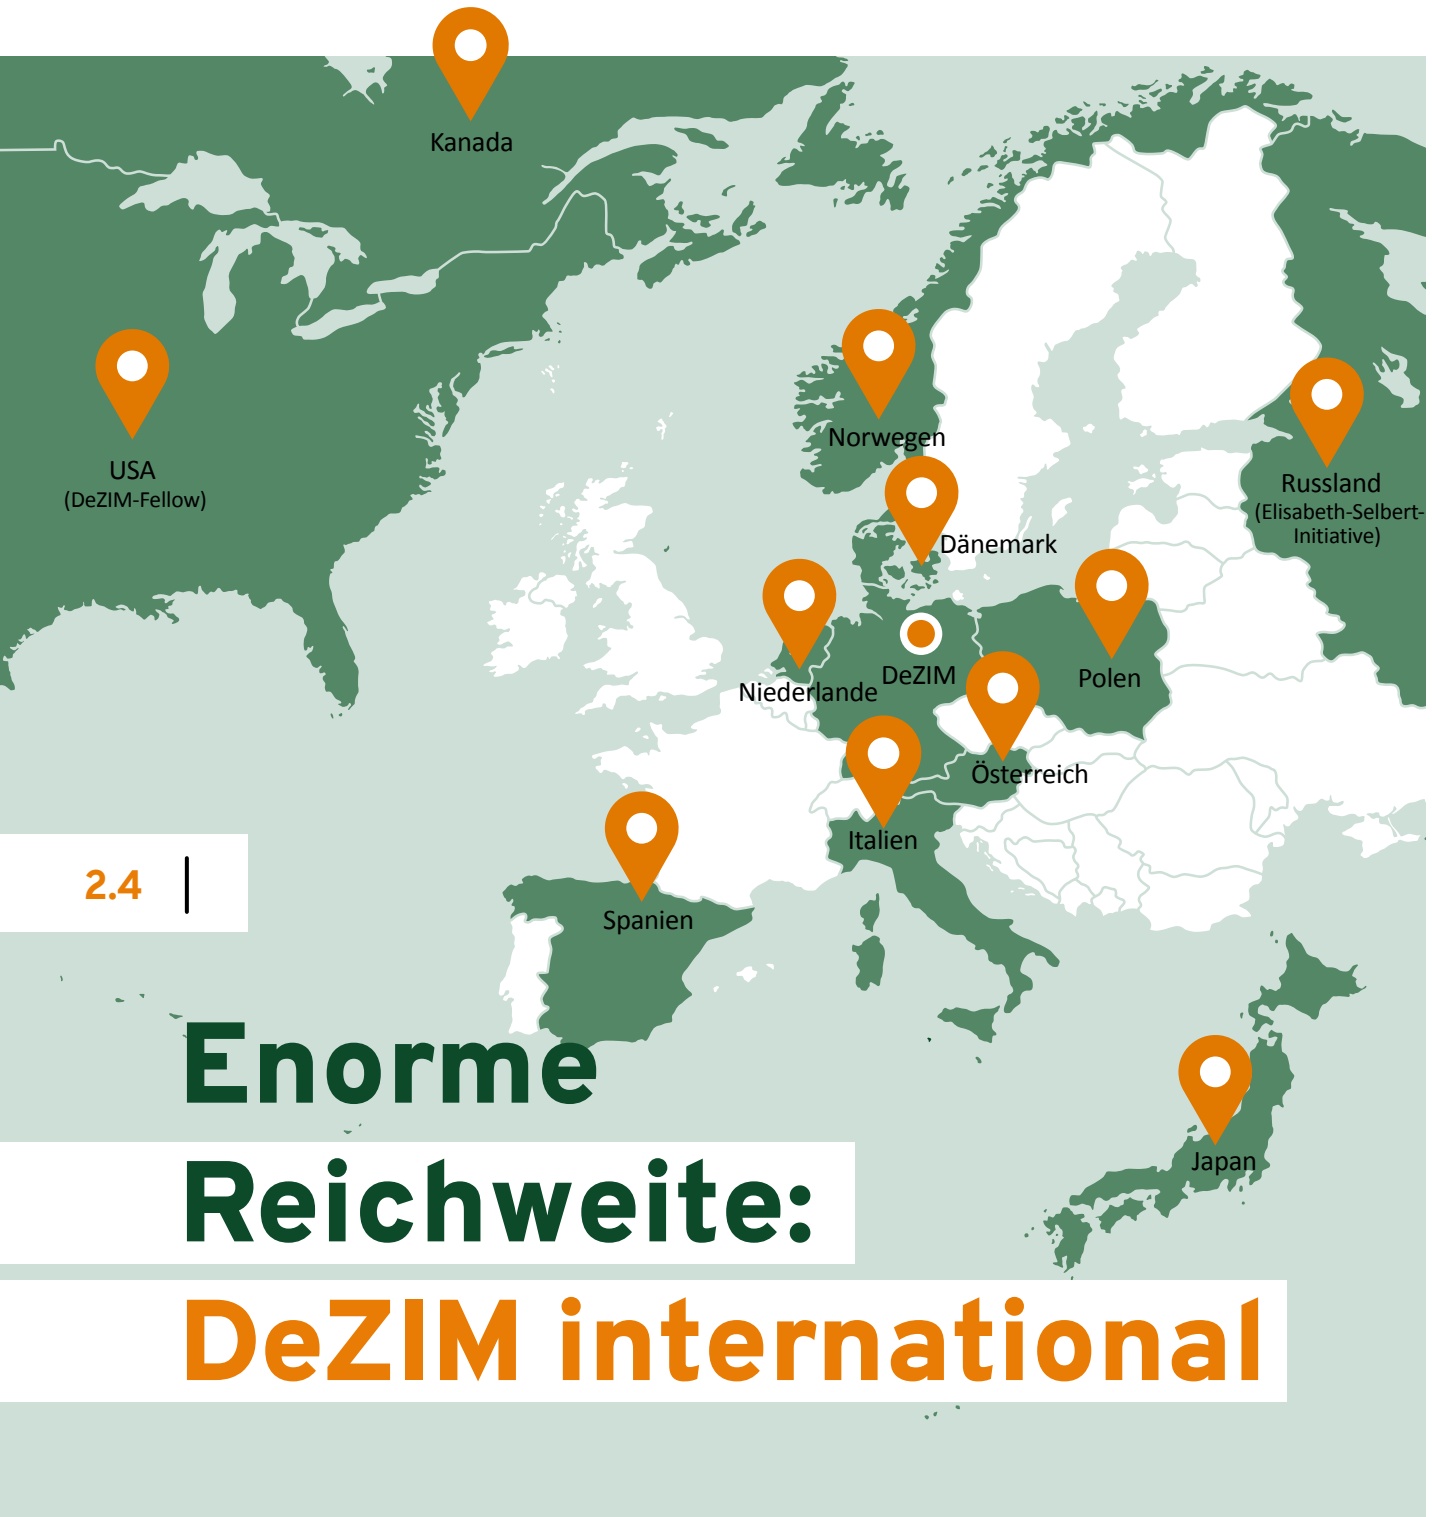 Kanada
USA
(DeZIM-Fellow)
Norwegen
Russland
(Elisabeth-Selbert-
Initiative)
Dänemark
DeZIM
Polen
Niederlande
Österreich
Italien
Spanien
2.4
Japan
Enorme
Reichweite:
DeZIM international